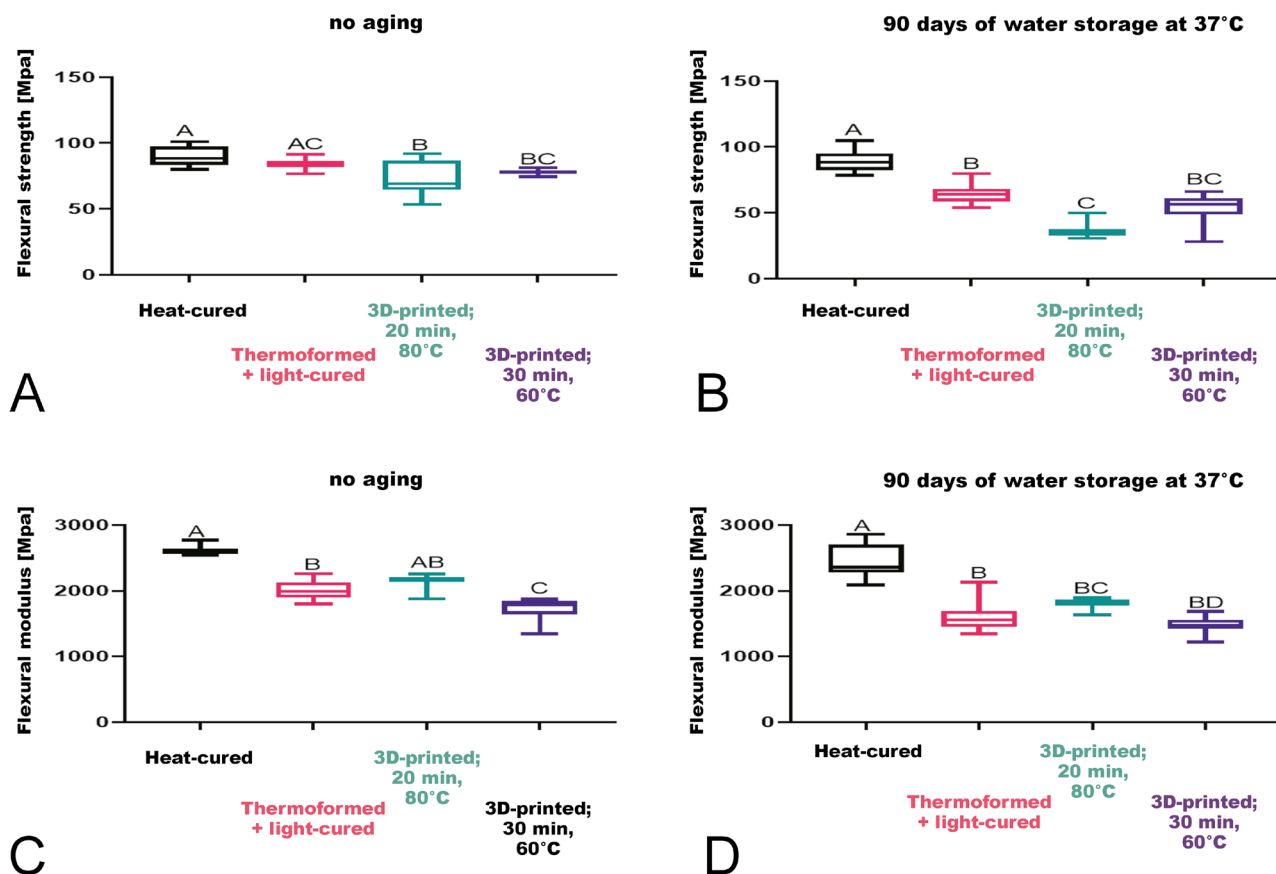 no aging
Flexural strength [Mpa]
150
100
50
0
A
AC
B
BC
Heat-cured
Thermoformed
+ light-cured
3D-printed;
20 min,
80°C
3D-printed;
30 min,
60°C
A
90 days of water storage at 37°C
Flexural strength [Mpa]
150
100
50
0
A
B
C
BC
Heat-cured
Thermoformed
+ light-cured
3D-printed;
20 min,
80°C
3D-printed;
30 min,
60°C
B
no aging
Flexural modulus [Mpa]
3000
2000
1000
0
A
B
AB
C
Heat-cured
Thermoformed
+ light-cured
3D-printed;
20 min,
80°C
3D-printed;
30 min,
60°C
C
90 days of water storage at 37°C
Flexural modulus [Mpa]
3000
2000
1000
0
A
B
BC
BD
Heat-cured
Thermoformed
+ light-cured
3D-printed;
20 min,
80°C
3D-printed;
30 min,
60°C
D